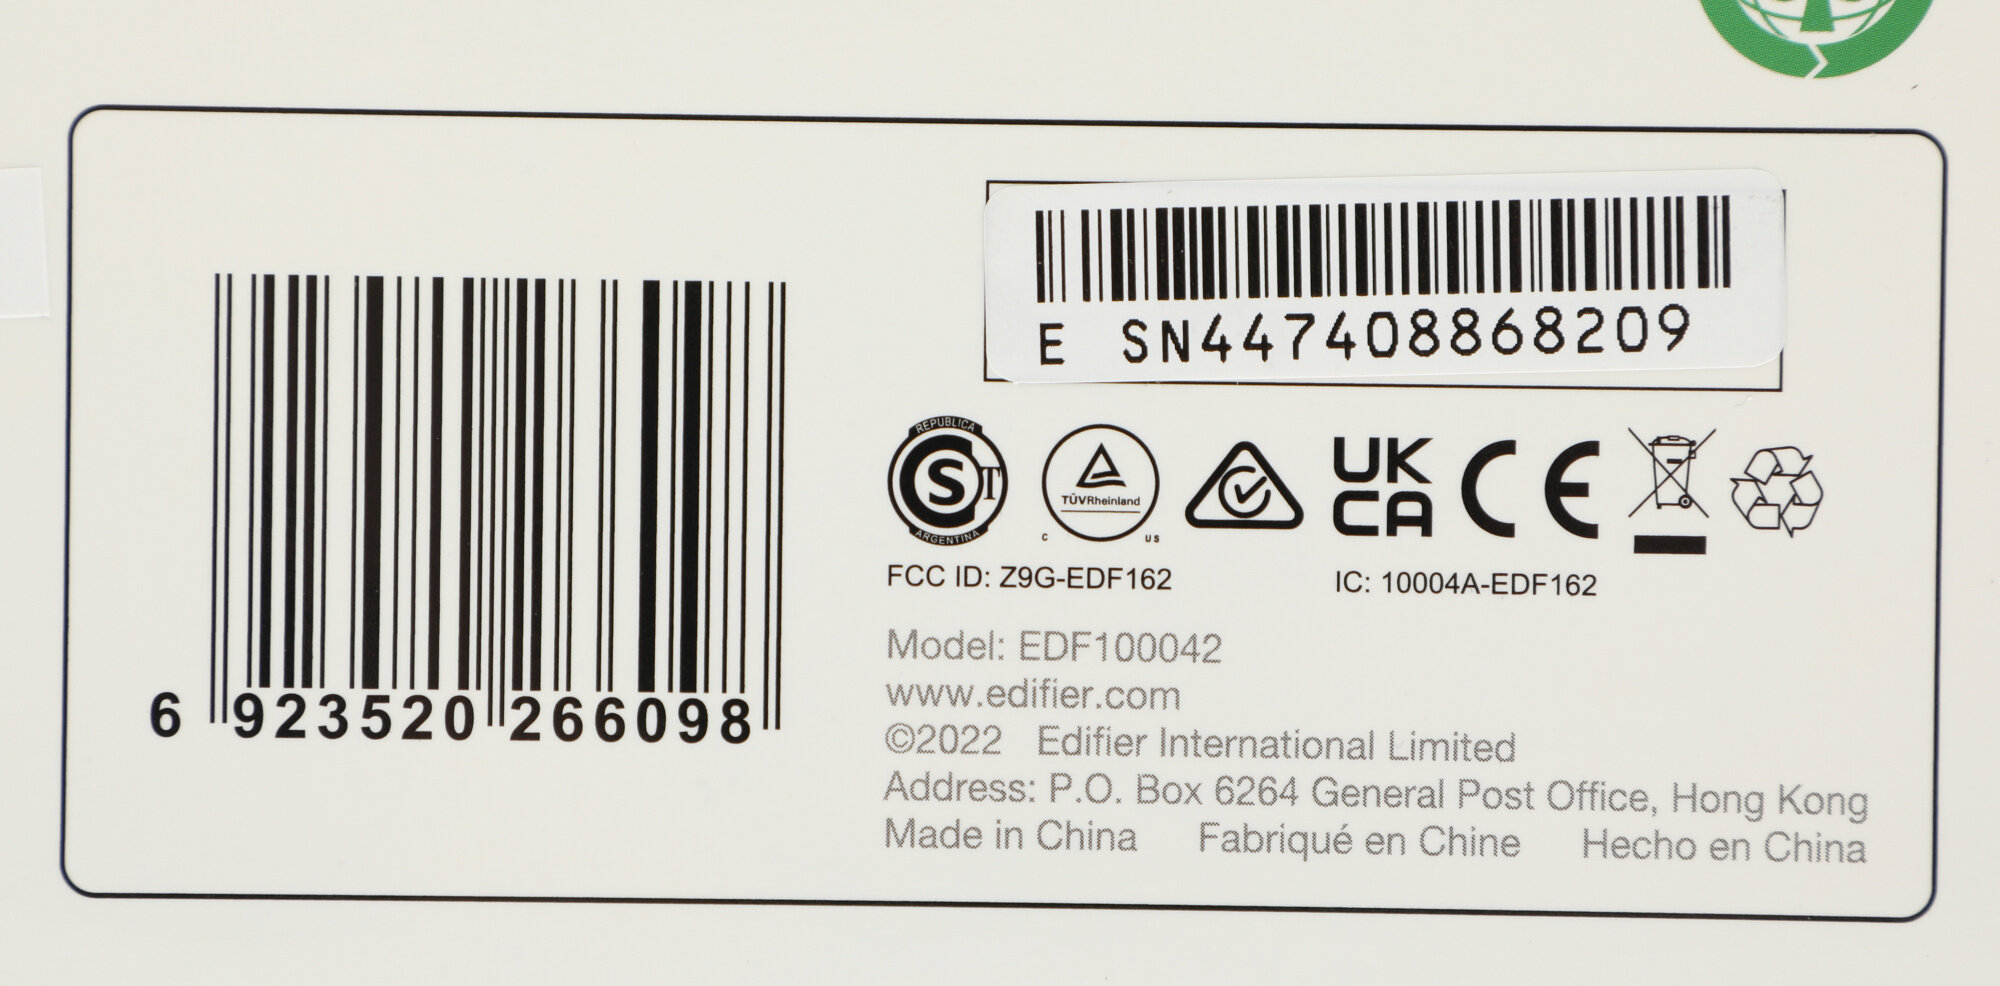 E SN447408868209
REPUBLICA
S T
ARGENTINA
TÜVRheinland
C US
UK
CA
CE
FCC ID: Z9G-EDF162
IC: 10004A-EDF162
6 923520 266098
Model: EDF100042
www.edifier.com
©2022 Edifier International Limited
Address: P.O. Box 6264 General Post Office, Hong Kong
Made in China Fabriqué en Chine Hecho en China